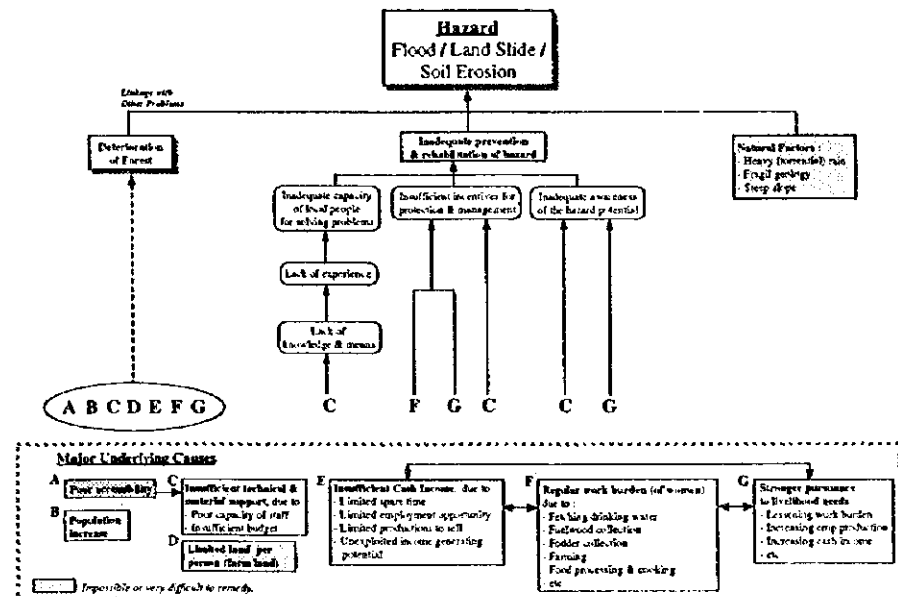 Hazard
Flood / Land Slide /
Soil Erosion
Linkage with
Other Problems
Deterioration
of Forest
Inadequate prevention
& rehabilitation of hazard
Natural Factors :
- Heavy (torrential) rain
- Fragil geology
- Steep slope
Inadequate capacity
of local people
for solving problems
Insufficient incentives for
protection & management
Inadequate awareness
of the hazard potential
Lack of experience
Lack of
knowledge & means
A B C D E F G
C
F
G
C
C
G
Major Underlying Causes
A
Poor accessibility
B
Population
increase
C
Insufficient technical &
material support, due to
- Poor capacity of staff
- Insufficient budget
D
Limited land per
person (farm land)
E
Insufficient Cash Income due to
- Limited spare time
- Limited employment opportunity
- Limited productions to sell
- Unexploited income generating
potential
F
Regular work burden (of women)
due to :
- Fetching drinking water
- Fuelwood collection
- Fodder collection
- Farming
- Food processing & cooking
etc
G
Stronger pursuance
to livelihood needs
- Lessening work burden
- Increasing crop production
- Increasing cash income
- etc
Impossible or very difficult to remedy.